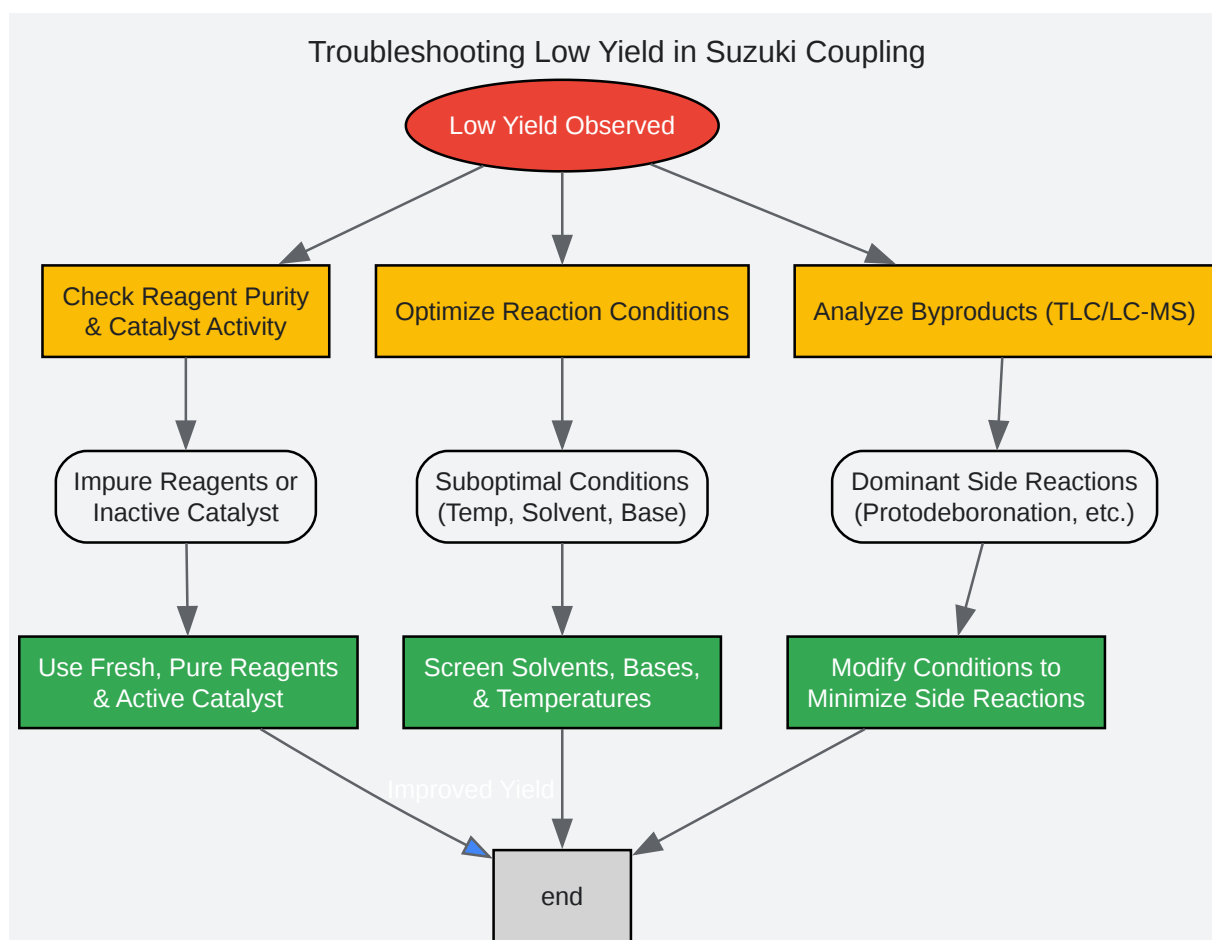 Troubleshooting Low Yield in Suzuki Coupling
Low Yield Observed
Check Reagent Purity
& Catalyst Activity
Optimize Reaction Conditions
Analyze Byproducts (TLC/LC-MS)
Impure Reagents or
Inactive Catalyst
Suboptimal Conditions
(Temp, Solvent, Base)
Dominant Side Reactions
(Protodeboronation, etc.)
Use Fresh, Pure Reagents
& Active Catalyst
Screen Solvents, Bases,
& Temperatures
Modify Conditions to
Minimize Side Reactions
Improved Yield
end